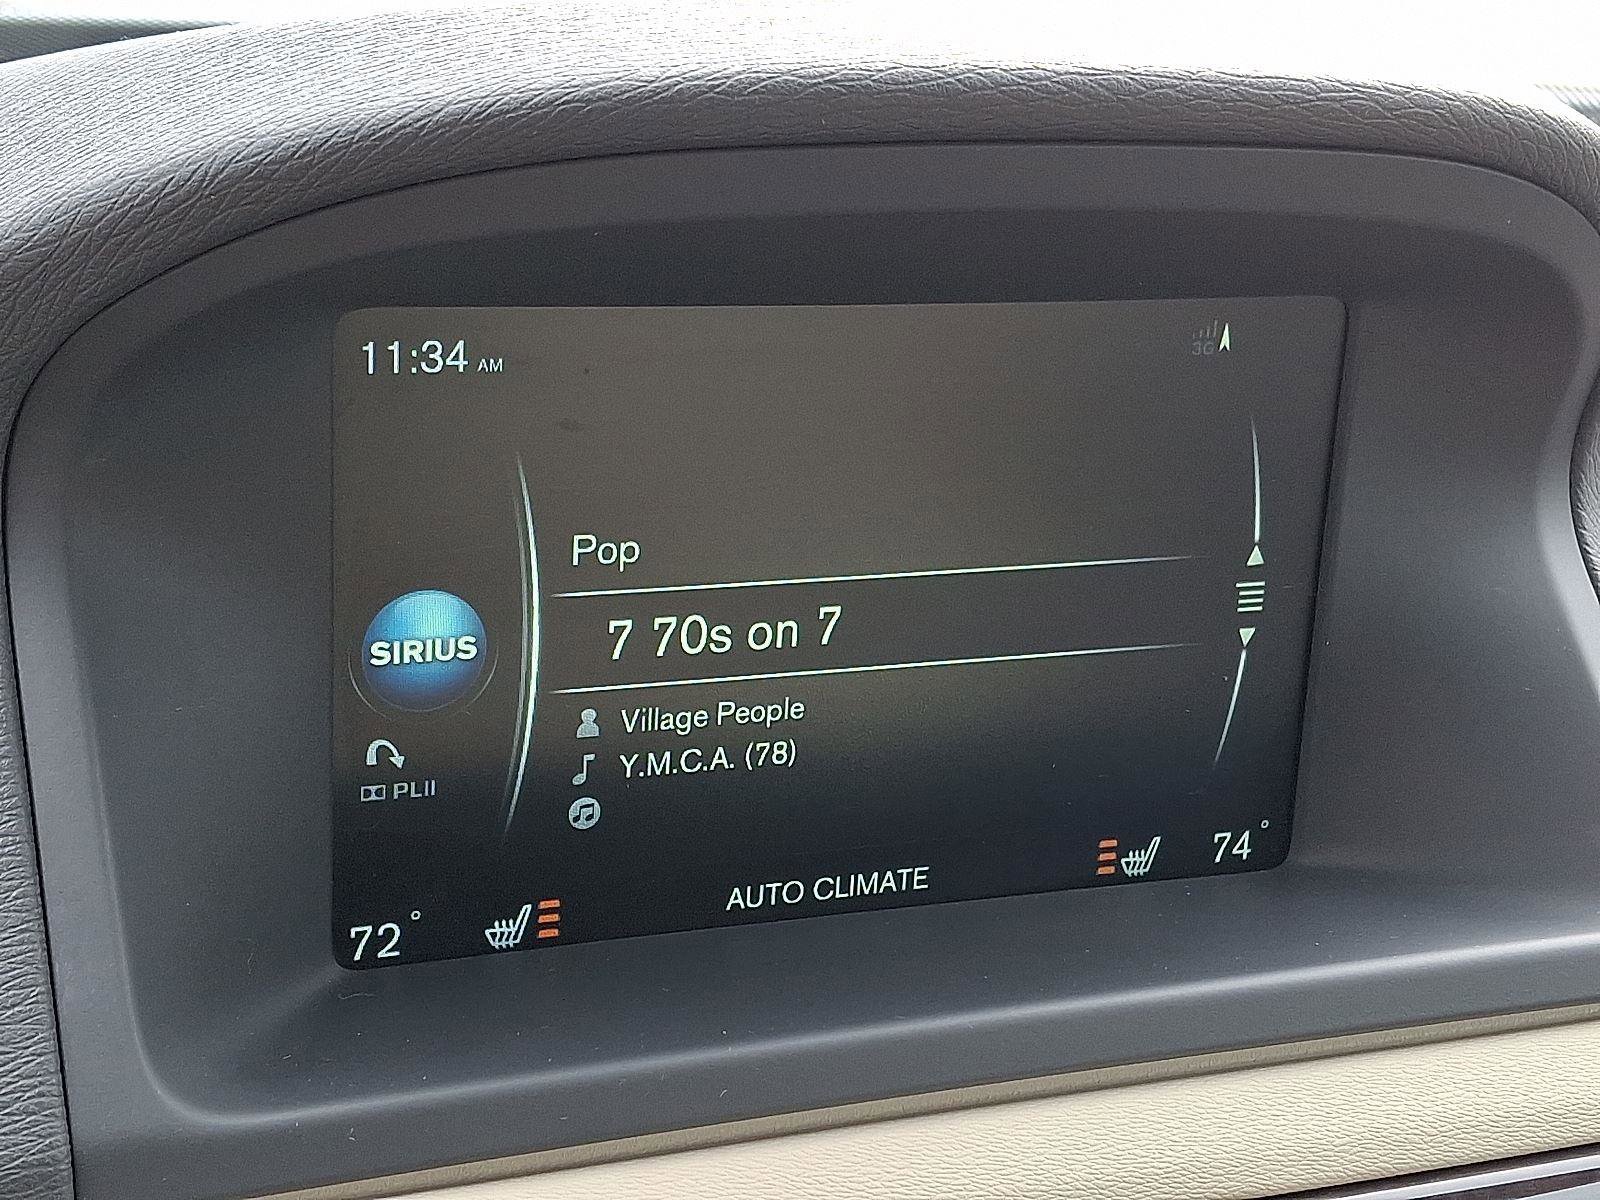 11:34 AM
3G
Pop
7 70s on 7
SIRIUS
Village People
Y.M.C.A. (78)
PLII
AUTO CLIMATE
74°
72°